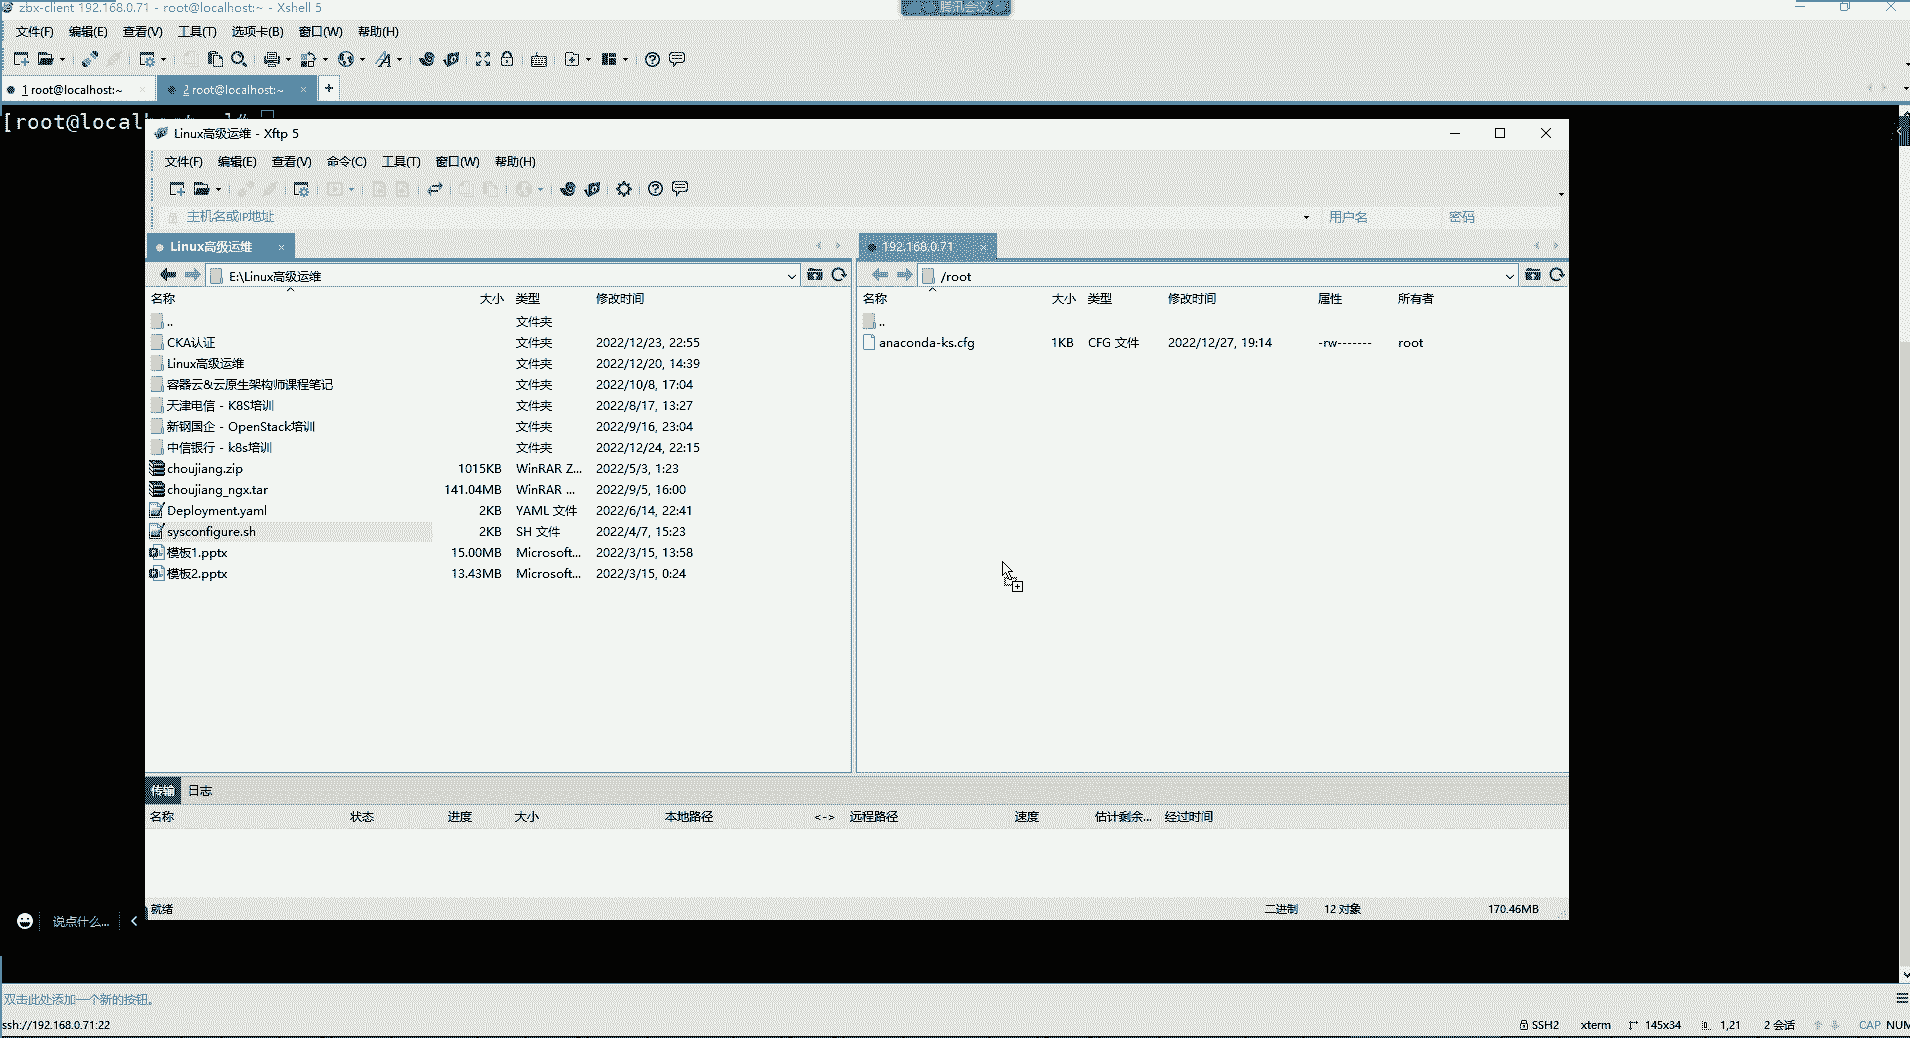 zbx-client 192.168.0.71 - root@localhost:~ - Xshell 5
腾讯会议
文件(F) 编辑(E) 查看(V) 工具(T) 选项卡(B) 窗口(W) 帮助(H)
1 root@localhost:~ × 2 root@localhost:~ × +
[root@local
Linux高级运维 - Xftp 5
文件(F) 编辑(E) 查看(V) 命令(C) 工具(T) 窗口(W) 帮助(H)
主机名或IP地址 用户名 密码
Linux高级运维 × 192.168.0.71 ×
E:\Linux高级运维 /root
名称 大小 类型 修改时间 名称 大小 类型 修改时间 属性 所有者
.. 文件夹 ..
CKA认证 文件夹 2022/12/23, 22:55 anaconda-ks.cfg 1KB CFG 文件 2022/12/27, 19:14 -rw------- root
Linux高级运维 文件夹 2022/12/20, 14:39
容器云&云原生架构师课程笔记 文件夹 2022/10/8, 17:04
天津电信 - K8S培训 文件夹 2022/8/17, 13:27
新钢国企 - OpenStack培训 文件夹 2022/9/16, 23:04
中信银行 - k8s培训 文件夹 2022/12/24, 22:15
choujiang.zip 1015KB WinRAR Z... 2022/5/3, 1:23
choujiang_ngx.tar 141.04MB WinRAR ... 2022/9/5, 16:00
Deployment.yaml 2KB YAML 文件 2022/6/14, 22:41
sysconfigure.sh 2KB SH 文件 2022/4/7, 15:23
模板1.pptx 15.00MB Microsoft... 2022/3/15, 13:58
模板2.pptx 13.43MB Microsoft... 2022/3/15, 0:24
传输 日志
名称 状态 进度 大小 本地路径 <-> 远程路径 速度 估计剩余... 经过时间
就绪 二进制 12 对象 170.46MB
说点什么...
双击此处添加一个新的按钮。
ssh://192.168.0.71:22 SSH2 xterm 145x34 1,21 2 会话 CAP NUM